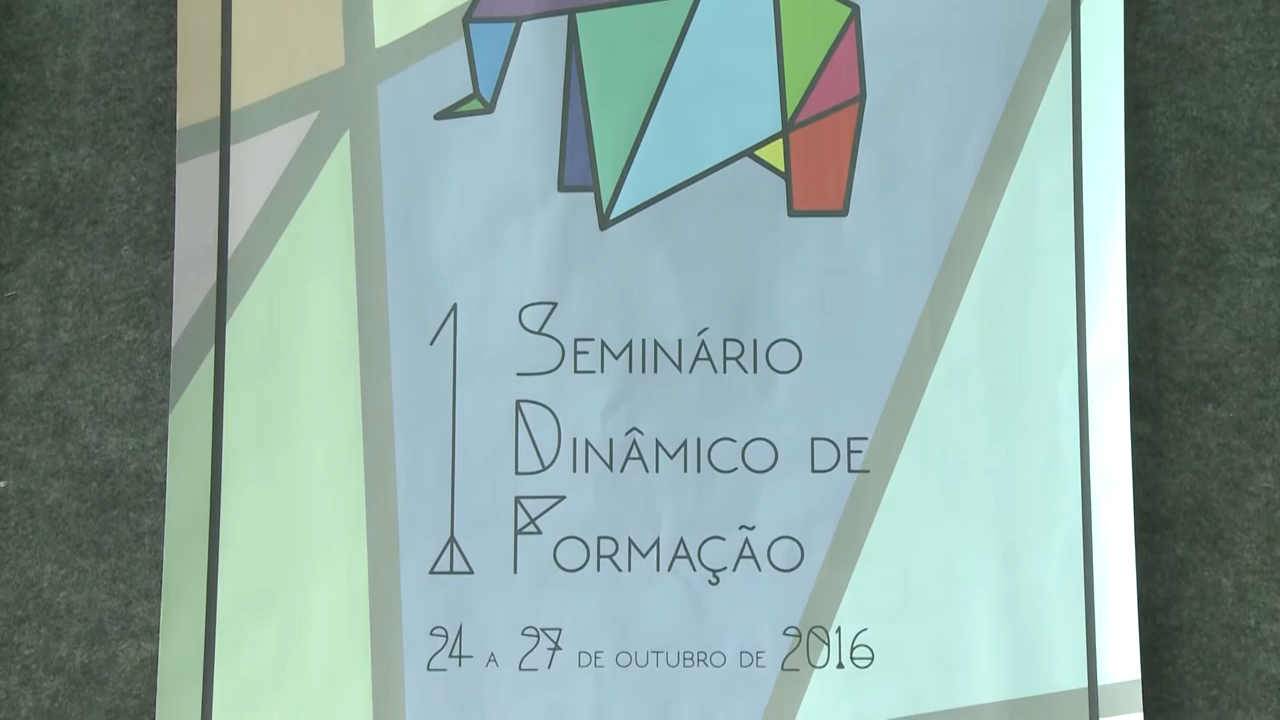 1 Seminário
Dinâmico de
Formação
24 a 27 de outubro de 2016